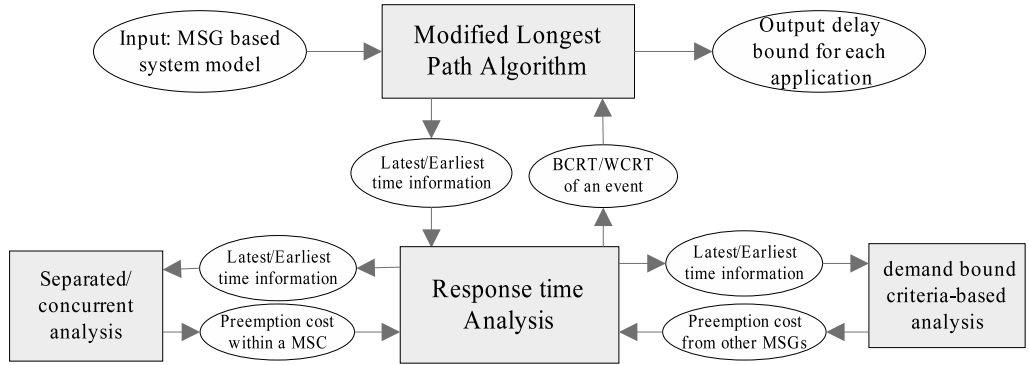 Input: MSG based
system model
Modified Longest
Path Algorithm
Output: delay
bound for each
application
Latest/Earliest
time information
BCRT/WCRT
of an event
Separated/
concurrent
analysis
Latest/Earliest
time information
Preemption cost
within a MSC
Response time
Analysis
Latest/Earliest
time information
Preemption cost
from other MSGs
demand bound
criteria-based
analysis